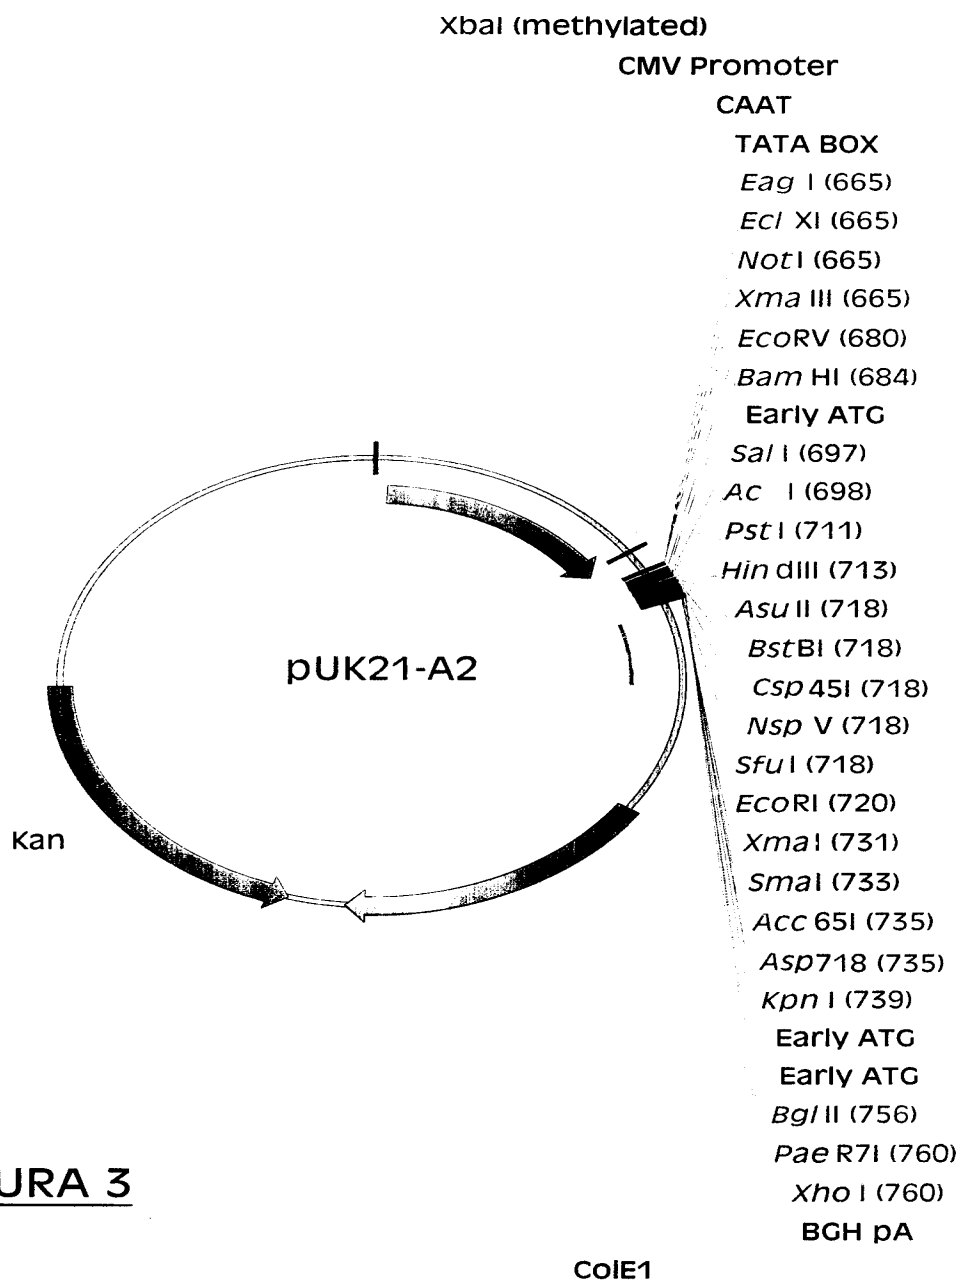 XbaI (methylated)
CMV Promoter
CAAT
TATA BOX
Eag I (665)
Ecl XI (665)
Not I (665)
Xma III (665)
EcoRV (680)
Bam HI (684)
Early ATG
Sal I (697)
Ac I (698)
Pst I (711)
Hin dIII (713)
Asu II (718)
BstBI (718)
Csp 45I (718)
Nsp V (718)
Sfu I (718)
EcoRI (720)
Xma I (731)
Sma I (733)
Acc 65I (735)
Asp718 (735)
Kpn I (739)
Early ATG
Early ATG
Bgl II (756)
Pae R7I (760)
Xho I (760)
BGH pA
ColE1
pUK21-A2
Kan
URA 3